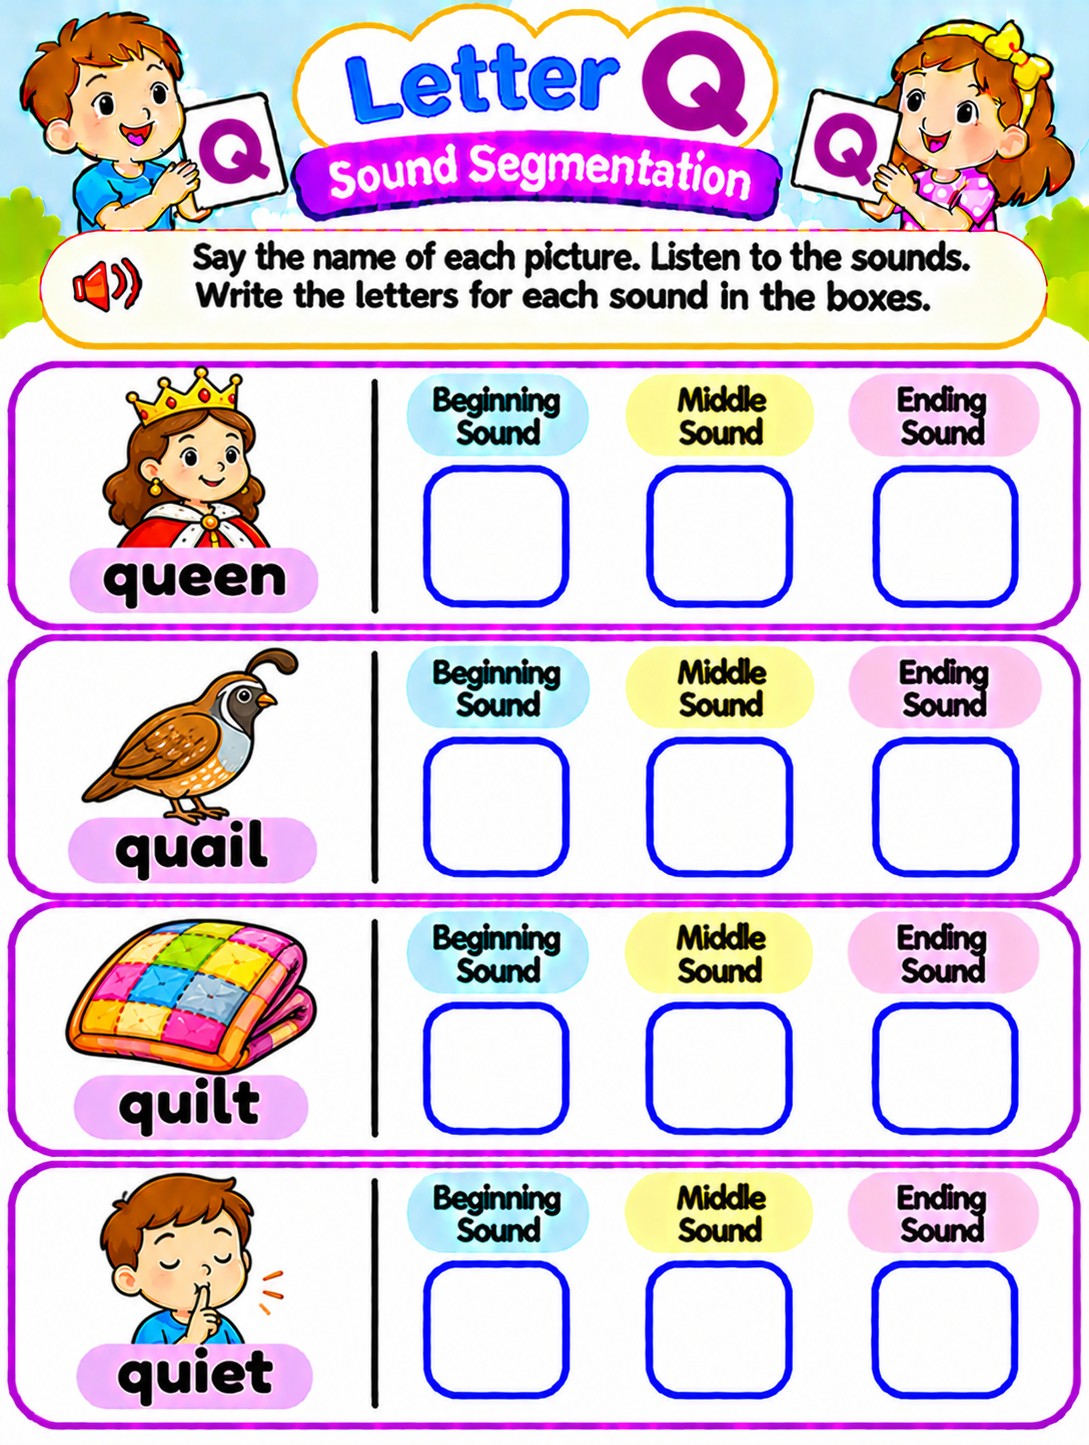 Letter Q
Q
Q
Sound Segmentation
Say the name of each picture. Listen to the sounds.
Write the letters for each sound in the boxes.
Beginning Sound
Middle Sound
Ending Sound
queen
Beginning Sound
Middle Sound
Ending Sound
quail
Beginning Sound
Middle Sound
Ending Sound
quilt
Beginning Sound
Middle Sound
Ending Sound
quiet